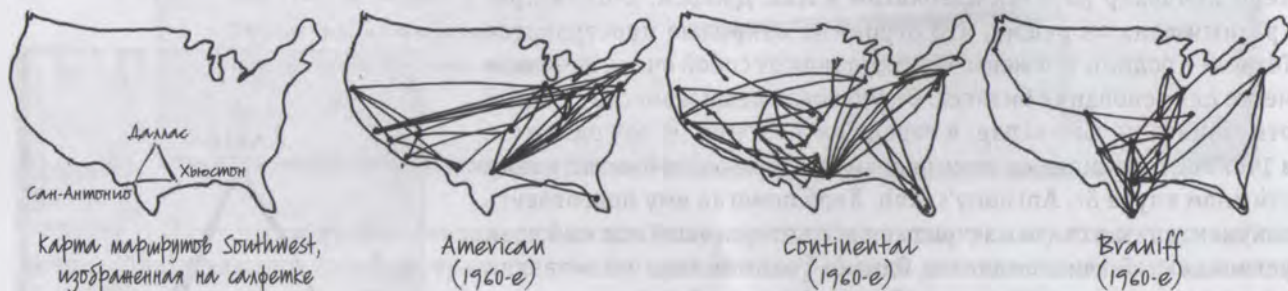 Даллас
Хьюстон
Сан-Антонио
Карта маршрутов Southwest,
изображенная на салфетке
American
(1960-е)
Continental
(1960-е)
Braniff
(1960-е)